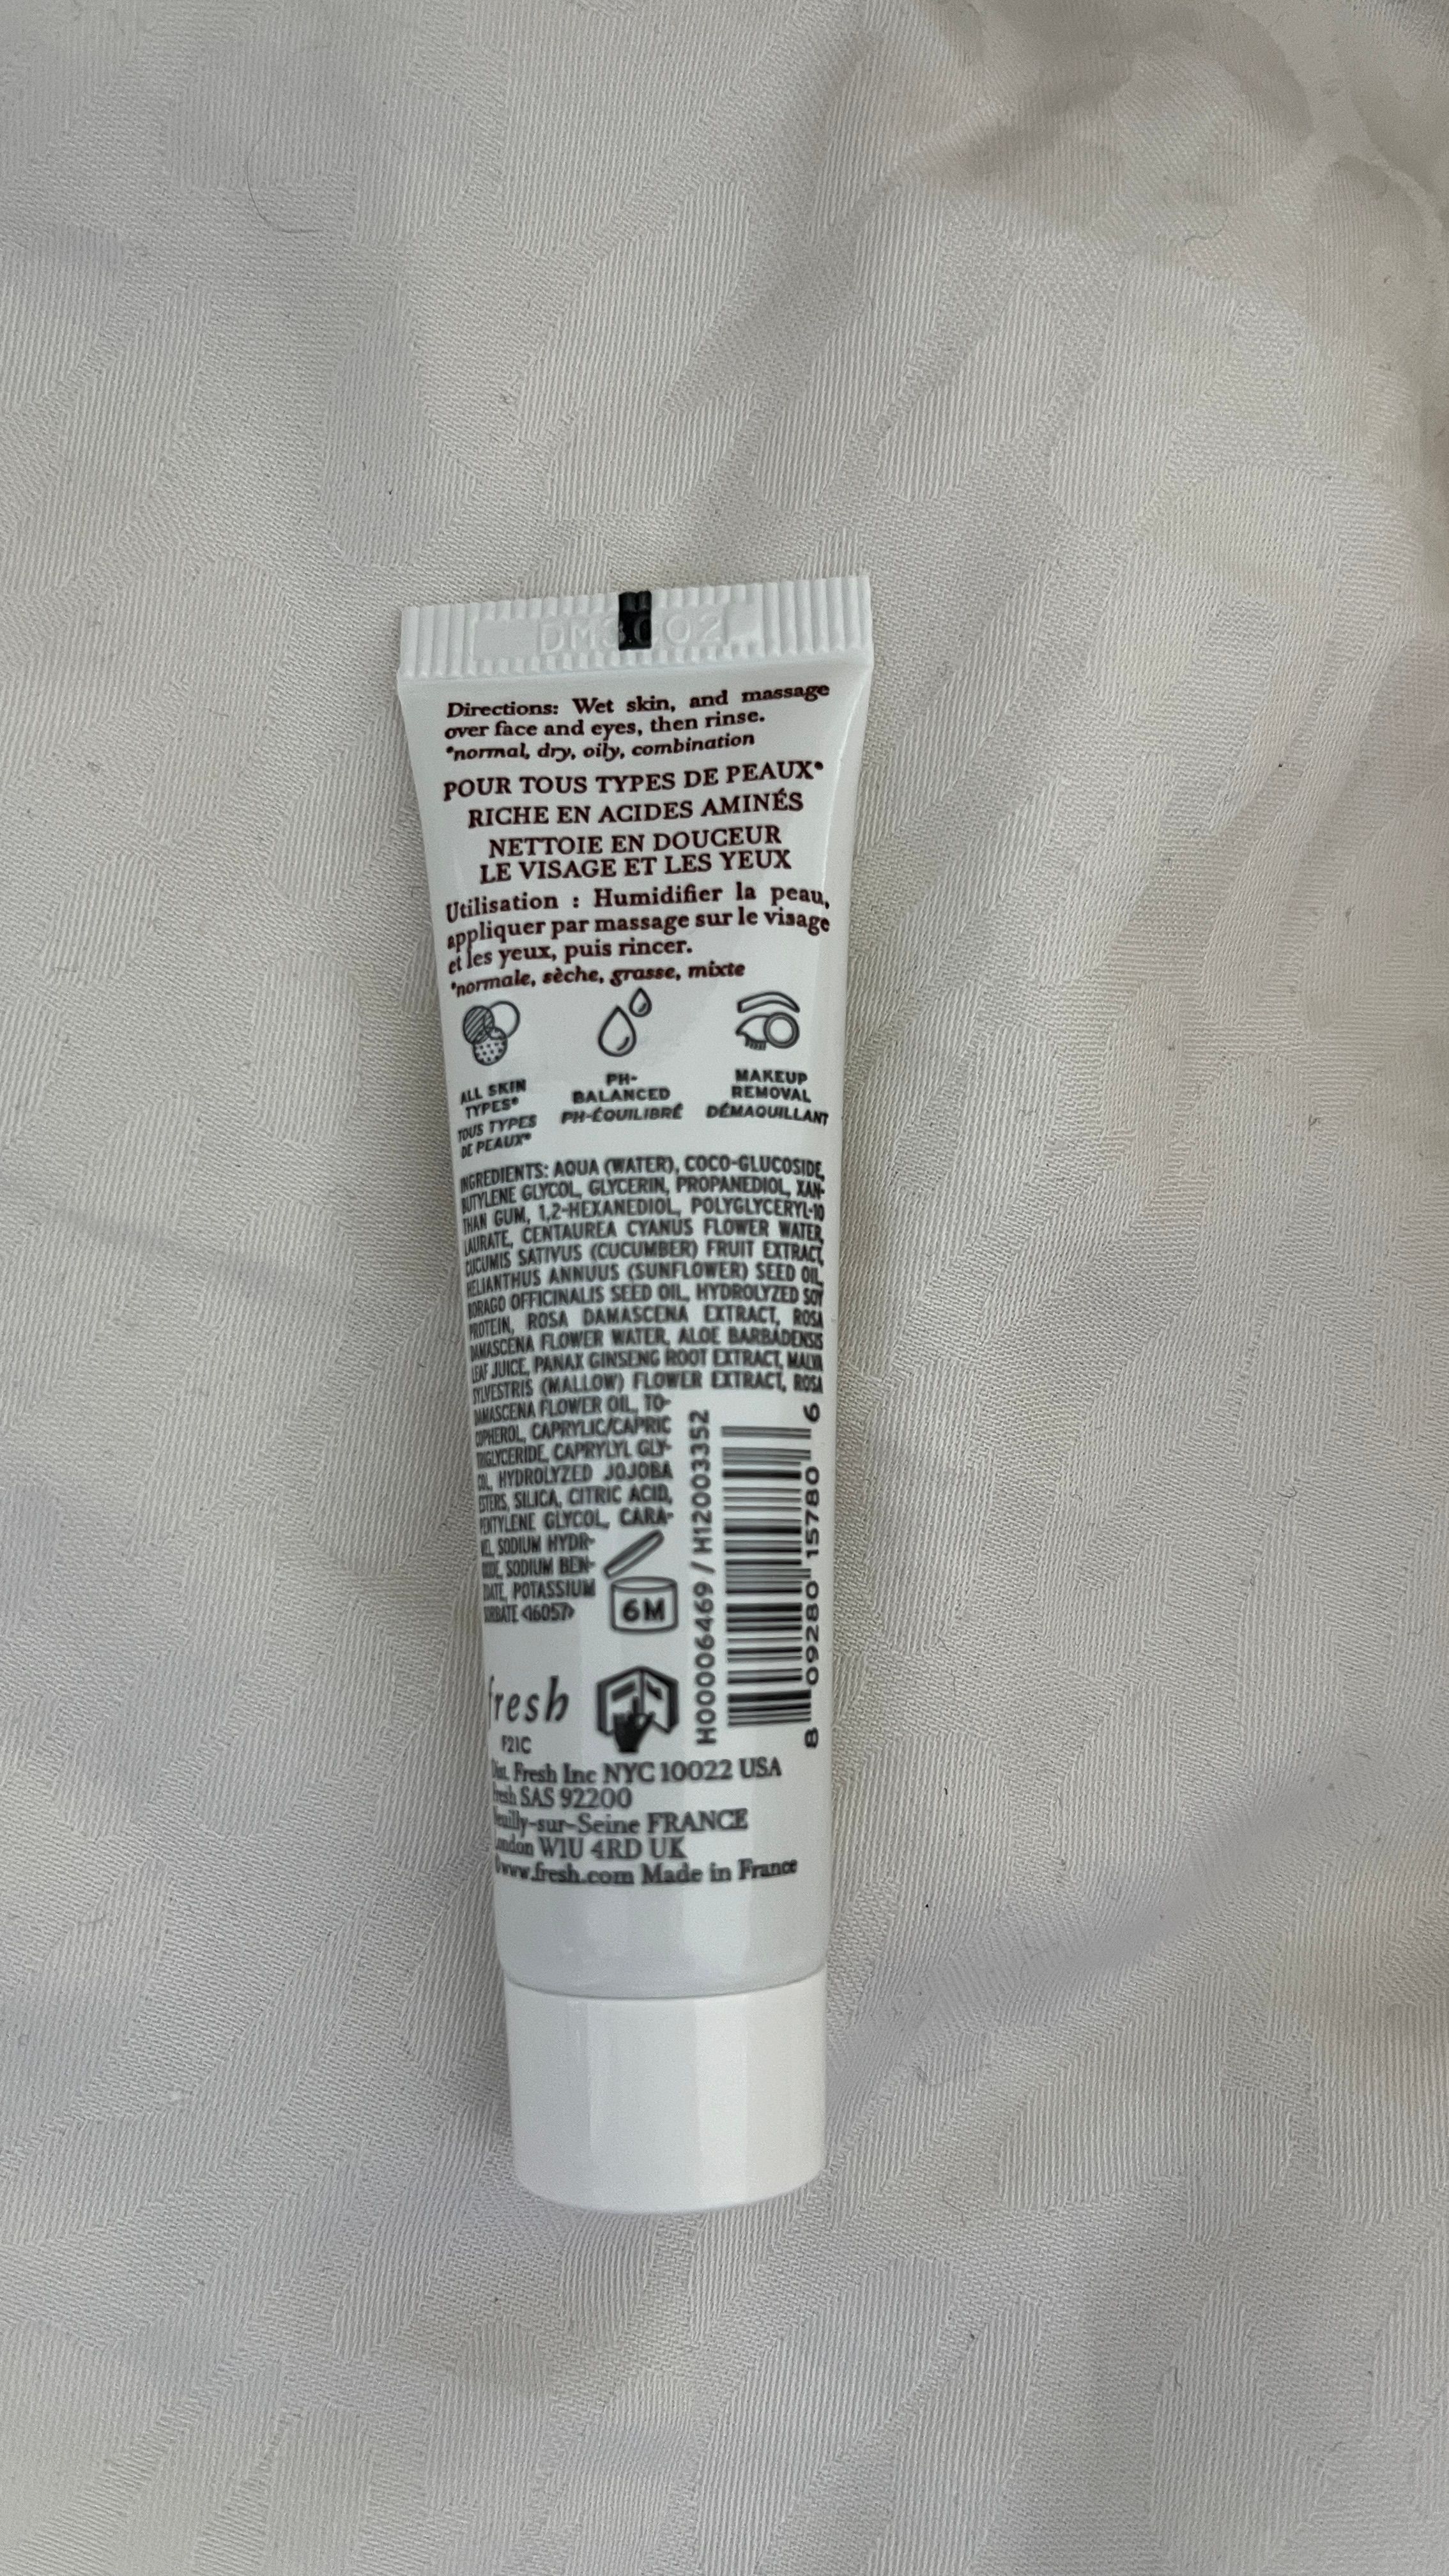 DM3002
Directions: Wet skin, and massage
over face and eyes, then rinse.
*normal, dry, oily, combination
POUR TOUS TYPES DE PEAUX*
RICHE EN ACIDES AMINÉS
NETTOIE EN DOUCEUR
LE VISAGE ET LES YEUX
Utilisation : Humidifier la peau,
appliquer par massage sur le visage
et les yeux, puis rincer.
*normale, sèche, grasse, mixte
ALL SKIN
TYPES*
TOUS TYPES
DE PEAUX*
PH-
BALANCED
PH-ÉQUILIBRÉ
MAKEUP
REMOVAL
DÉMAQUILLANT
INGREDIENTS: AQUA (WATER), COCO-GLUCOSIDE,
BUTYLENE GLYCOL, GLYCERIN, PROPANEDIOL, XAN-
THAN GUM, 1,2-HEXANEDIOL, POLYGLYCERYL-10
LAURATE, CENTAUREA CYANUS FLOWER WATER,
CUCUMIS SATIVUS (CUCUMBER) FRUIT EXTRACT,
HELIANTHUS ANNUUS (SUNFLOWER) SEED OIL,
BORAGO OFFICINALIS SEED OIL, HYDROLYZED SOY
PROTEIN, ROSA DAMASCENA EXTRACT, ROSA
DAMASCENA FLOWER WATER, ALOE BARBADENSIS
LEAF JUICE, PANAX GINSENG ROOT EXTRACT, MALVA
SYLVESTRIS (MALLOW) FLOWER EXTRACT, ROSA
DAMASCENA FLOWER OIL, TO-
COPHEROL, CAPRYLIC/CAPRIC
TRIGLYCERIDE, CAPRYLYL GLY-
COL, HYDROLYZED JOJOBA
ESTERS, SILICA, CITRIC ACID,
PENTYLENE GLYCOL, CARA-
MEL, SODIUM HYDR-
OXIDE, SODIUM BEN-
ZOATE, POTASSIUM
SORBATE <16057>
6M
H00006469 / H12003352
8 09280 15780 6
fresh
F21C
Dist. Fresh Inc NYC 10022 USA
Fresh SAS 92200
Neuilly-sur-Seine FRANCE
London W1U 4RD UK
www.fresh.com Made in France